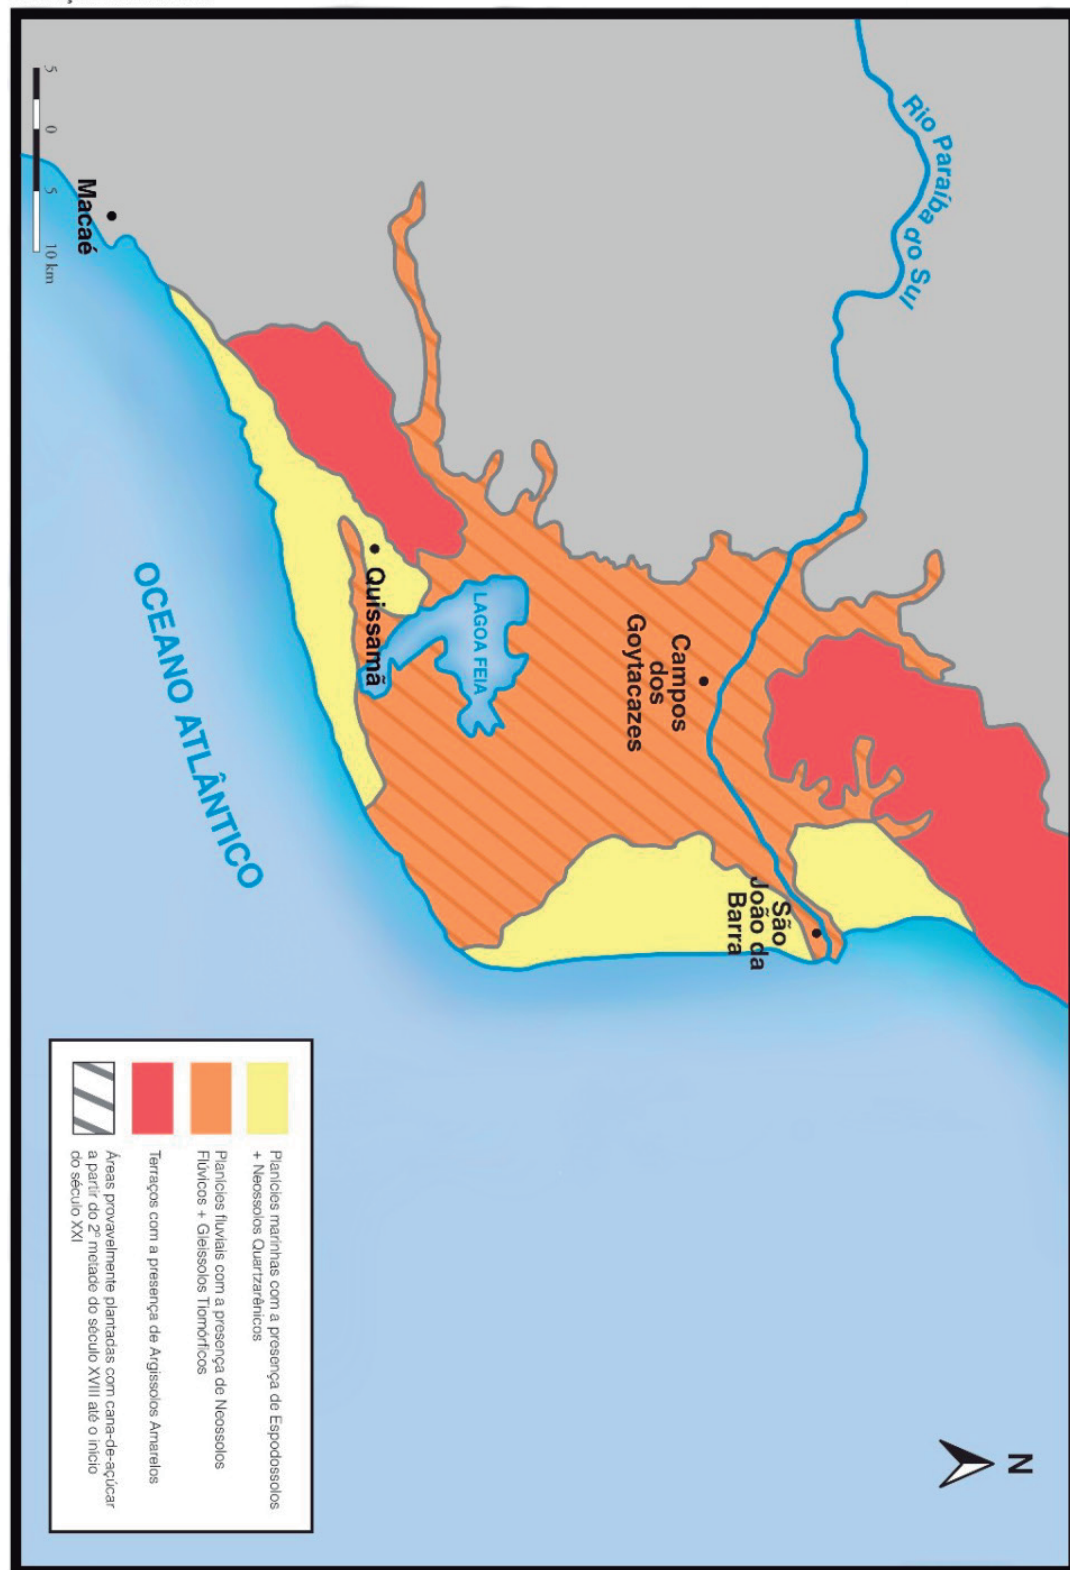 Rio Paraíba do Sul
5 0 5 10 km
Macaé
Quissamã
LAGOA FEIA
Campos
dos
Goytacazes
São
João da
Barra
OCEANO ATLÂNTICO
N
Planícies marinhas com a presença de Espodossolos
+ Neossolos Quartzarênicos
Planícies fluviais com a presença de Neossolos
Flúvicos + Gleissolos Tiomórficos
Terraços com a presença de Argissolos Amarelos
Áreas provavelmente plantadas com cana-de-açúcar
a partir do 2º metade do século XVIII até o início
do século XXI